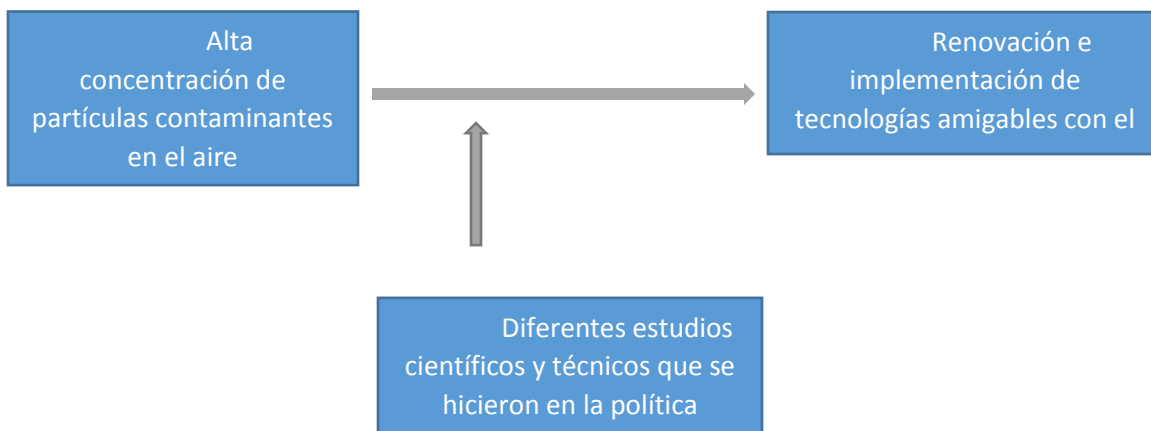 Alta
concentración de
partículas contaminantes
en el aire
Renovación e
implementación de
tecnologías amigables con el
Diferentes estudios
científicos y técnicos que se
hicieron en la política